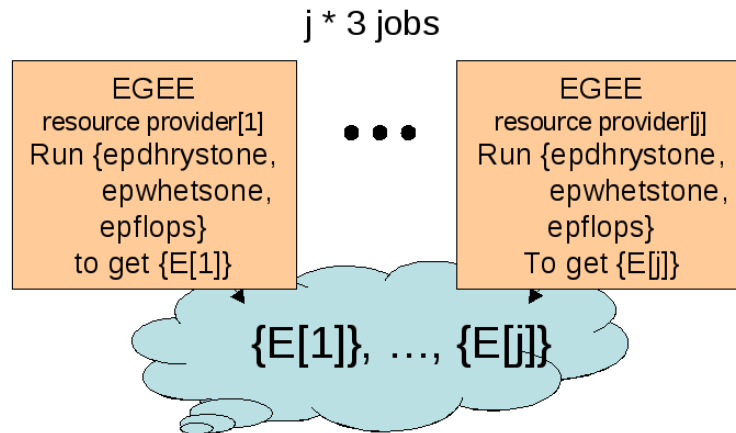 j * 3 jobs
EGEE
resource provider[1]
Run {epdhrystone,
epwhetsone,
epflops}
to get {E[1]}
•••
EGEE
resource provider[j]
Run {epdhrystone,
epwhetstone,
epflops}
To get {E[j]}
{E[1]}, ..., {E[j]}